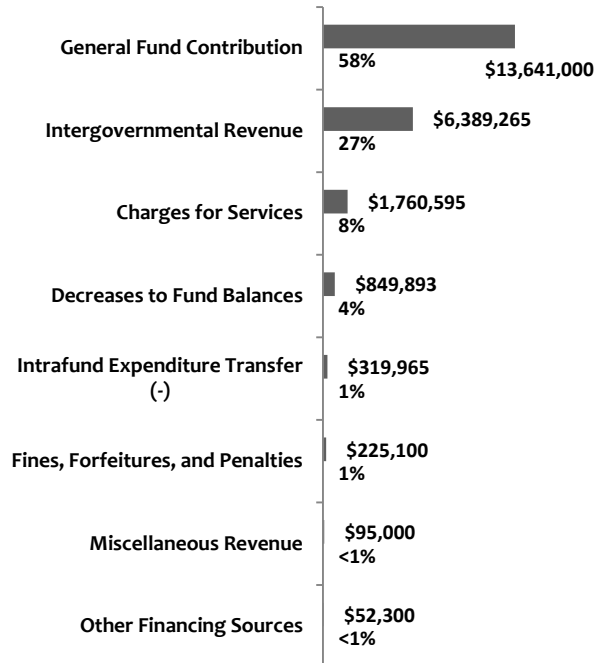 General Fund Contribution
58%
$13,641,000
Intergovernmental Revenue
$6,389,265
27%
Charges for Services
$1,760,595
8%
Decreases to Fund Balances
$849,893
4%
Intrafund Expenditure Transfer
(-)
$319,965
1%
Fines, Forfeitures, and Penalties
$225,100
1%
Miscellaneous Revenue
$95,000
<1%
Other Financing Sources
$52,300
<1%